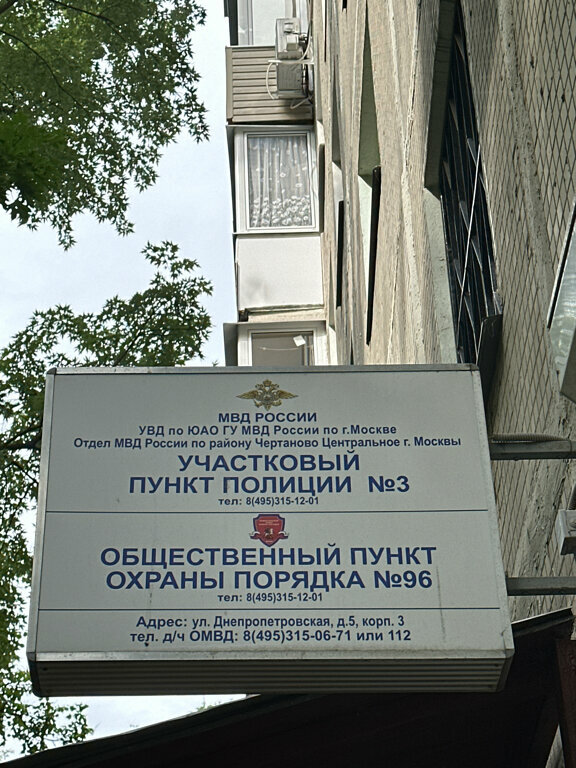 МВД РОССИИ
УВД по ЮАО ГУ МВД России по г.Москве
Отдел МВД России по району Чертаново Центральное г. Москвы
УЧАСТКОВЫЙ
ПУНКТ ПОЛИЦИИ №3
тел: 8(495)315-12-01
ОБЩЕСТВЕННЫЙ ПУНКТ
ОХРАНЫ ПОРЯДКА №96
тел: 8(495)315-12-01
Адрес: ул. Днепропетровская, д.5, корп. 3
тел. д/ч ОМВД: 8(495)315-06-71 или 112